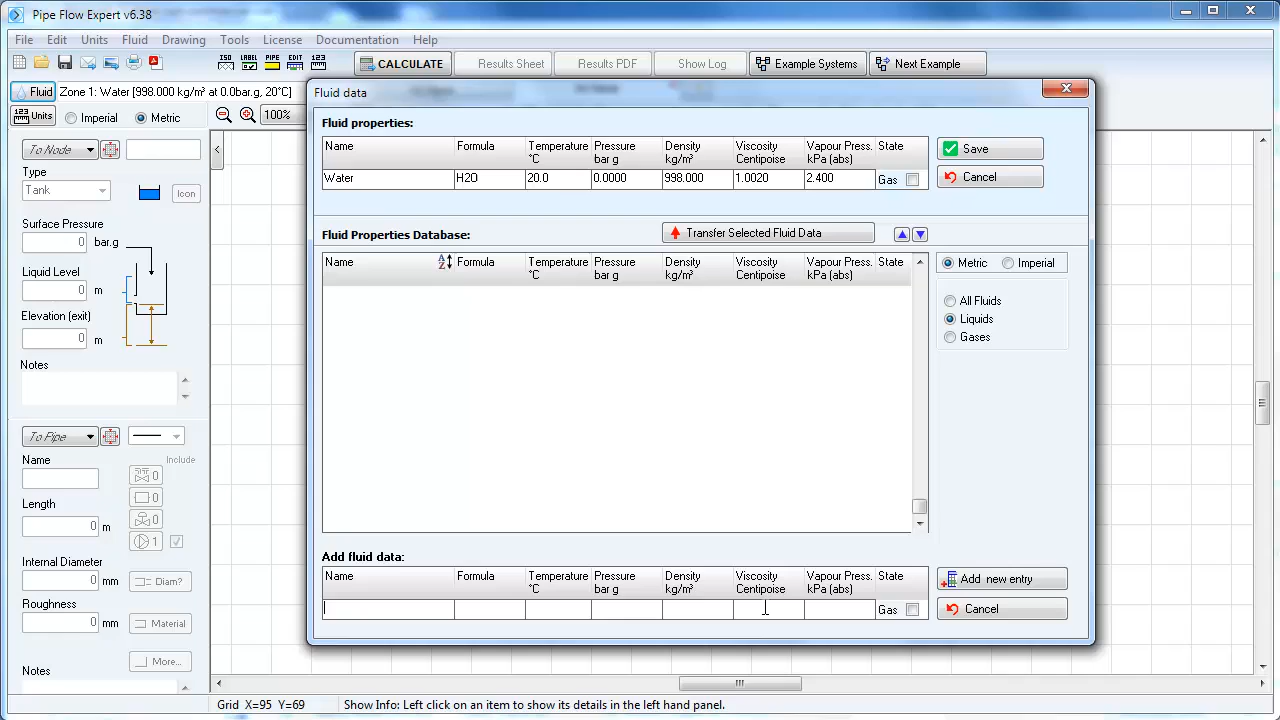 Pipe Flow Expert v6.38
File Edit Units Fluid Drawing Tools License Documentation Help
ISO LABEL PIPE EDIT 123 CALCULATE Results Sheet Results PDF Show Log Example Systems Next Example
Fluid Zone 1: Water [998.000 kg/m³ at 0.0bar.g, 20°C]
123 Units Imperial Metric 100%
To Node
Type
Tank Icon
Surface Pressure
0 bar.g
Liquid Level
0 m
Elevation (exit)
0 m
Notes
To Pipe
Name Include
0
Length 0
0 m 0
1
Internal Diameter
0 mm Diam?
Roughness
0 mm Material
More...
Notes
Fluid data
Fluid properties:
Name Formula Temperature °C Pressure bar g Density kg/m³ Viscosity Centipoise Vapour Press. kPa (abs) State
Water H2O 20.0 0.0000 998.000 1.0020 2.400 Gas
Save
Cancel
Fluid Properties Database: Transfer Selected Fluid Data
Name A Z Formula Temperature °C Pressure bar g Density kg/m³ Viscosity Centipoise Vapour Press. kPa (abs) State
Metric Imperial
All Fluids
Liquids
Gases
Add fluid data:
Name Formula Temperature °C Pressure bar g Density kg/m³ Viscosity Centipoise Vapour Press. kPa (abs) State
Gas
Add new entry
Cancel
Grid X=95 Y=69 Show Info: Left click on an item to show its details in the left hand panel.